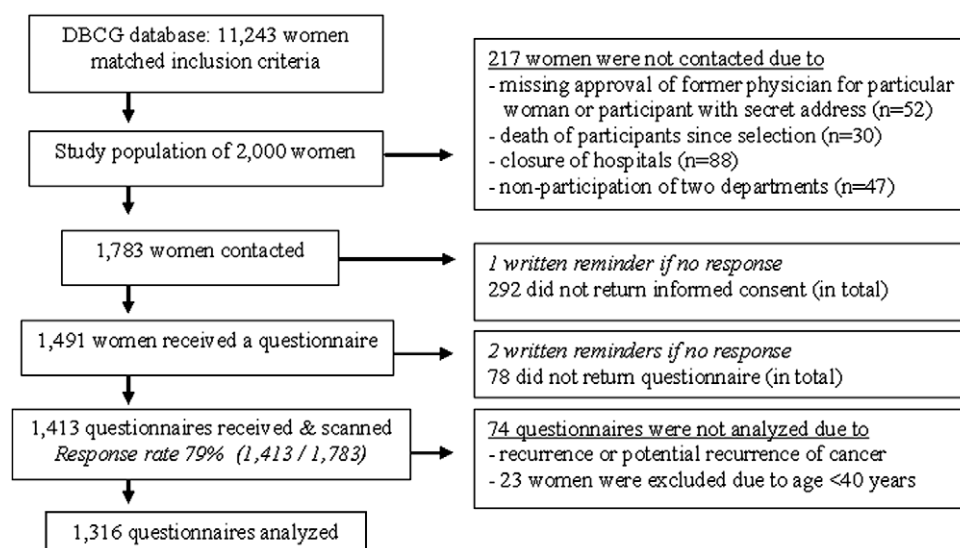 DBCG database: 11,243 women
matched inclusion criteria
217 women were not contacted due to
- missing approval of former physician for particular
woman or participant with secret address (n=52)
- death of participants since selection (n=30)
- closure of hospitals (n=88)
- non-participation of two departments (n=47)
Study population of 2,000 women
1,783 women contacted
1 written reminder if no response
292 did not return informed consent (in total)
1,491 women received a questionnaire
2 written reminders if no response
78 did not return questionnaire (in total)
1,413 questionnaires received & scanned
Response rate 79% (1,413 / 1,783)
74 questionnaires were not analyzed due to
- recurrence or potential recurrence of cancer
- 23 women were excluded due to age <40 years
1,316 questionnaires analyzed